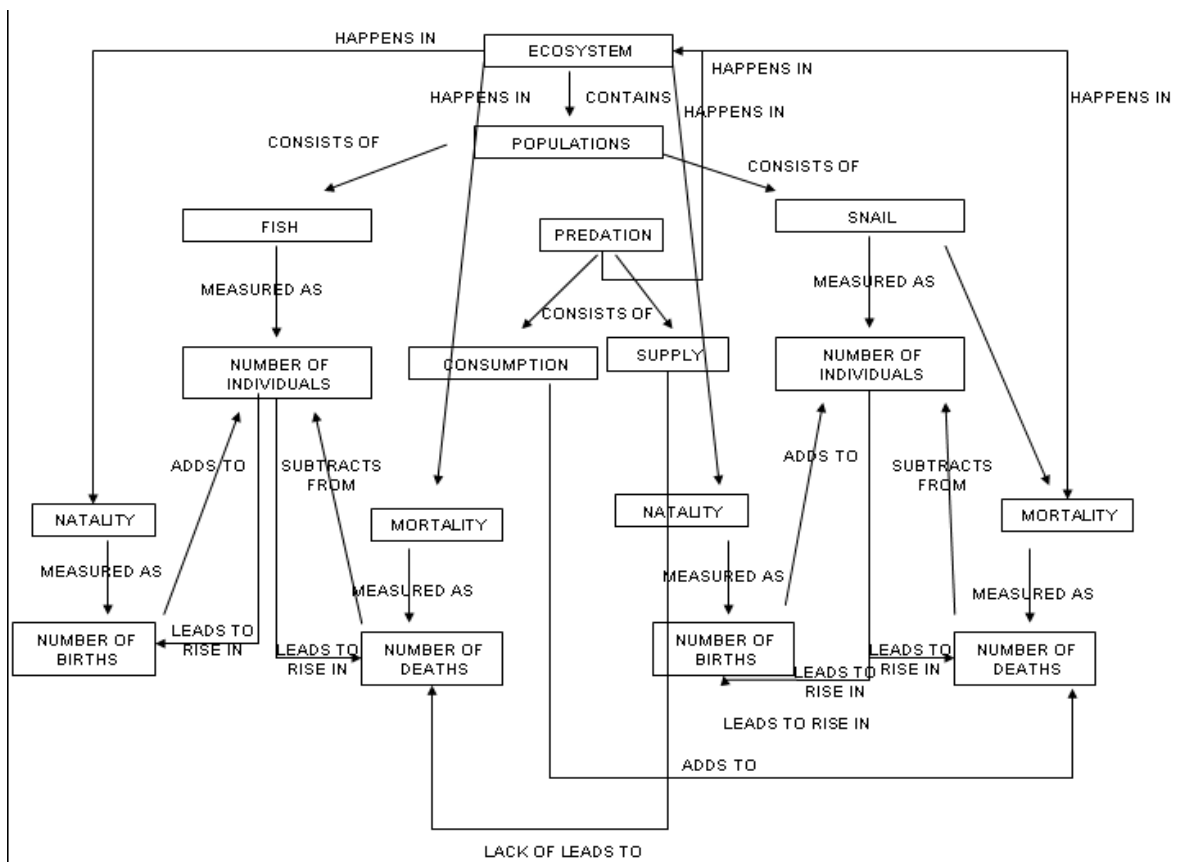 HAPPENS IN
ECOSYSTEM
HAPPENS IN
HAPPENS IN
CONTAINS
HAPPENS IN
HAPPENS IN
CONSISTS OF
POPULATIONS
CONSISTS OF
FISH
PREDATION
SNAIL
MEASURED AS
MEASURED AS
CONSISTS OF
NUMBER OF
INDIVIDUALS
CONSUMPTION
SUPPLY
NUMBER OF
INDIVIDUALS
ADDS TO
SUBTRACTS
FROM
ADDS TO
SUBTRACTS
FROM
NATALITY
MORTALITY
NATALITY
MORTALITY
MEASURED AS
MEASURED AS
MEASURED AS
MEASURED AS
NUMBER OF
BIRTHS
LEADS TO
RISE IN
LEADS TO
RISE IN
NUMBER OF
DEATHS
NUMBER OF
BIRTHS
LEADS TO
RISE IN
LEADS TO
RISE IN
NUMBER OF
DEATHS
LEADS TO RISE IN
ADDS TO
LACK OF LEADS TO